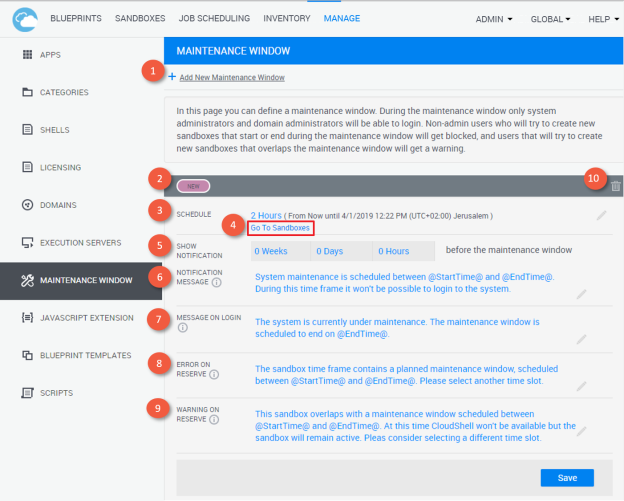 BLUEPRINTS SANDBOXES JOB SCHEDULING INVENTORY MANAGE ADMIN GLOBAL HELP
APPS
CATEGORIES
SHELLS
LICENSING
DOMAINS
EXECUTION SERVERS
MAINTENANCE WINDOW
JAVASCRIPT EXTENSION
BLUEPRINT TEMPLATES
SCRIPTS
MAINTENANCE WINDOW
1 + Add New Maintenance Window
In this page you can define a maintenance window. During the maintenance window only system
administrators and domain administrators will be able to login. Non-admin users who will try to create new
sandboxes that start or end during the maintenance window will get blocked, and users that will try to create
new sandboxes that overlaps the maintenance window will get a warning.
2 NEW 10
3 SCHEDULE 2 Hours ( From Now until 4/1/2019 12:22 PM (UTC+02:00) Jerusalem )
4 Go To Sandboxes
5 SHOW
NOTIFICATION
0 Weeks 0 Days 0 Hours before the maintenance window
6 NOTIFICATION
MESSAGE
System maintenance is scheduled between @StartTime@ and @EndTime@.
During this time frame it won't be possible to login to the system.
7 MESSAGE ON LOGIN
The system is currently under maintenance. The maintenance window is
scheduled to end on @EndTime@.
8 ERROR ON
RESERVE
The sandbox time frame contains a planned maintenance window, scheduled
between @StartTime@ and @EndTime@. Please select another time slot.
9 WARNING ON
RESERVE
This sandbox overlaps with a maintenance window scheduled between
@StartTime@ and @EndTime@. At this time CloudShell won't be available but the
sandbox will remain active. Pleas consider selecting a different time slot.
Save